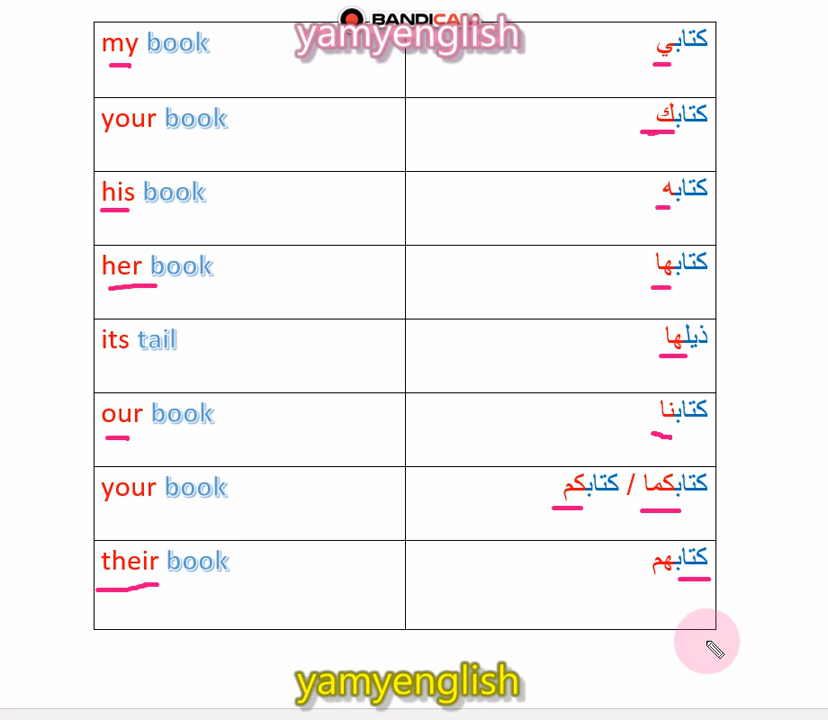 BANDICAM
yamyenglish
my book كتابي
your book كتابك
his book كتابه
her book كتابها
its tail ذيلها
our book كتابنا
your book كتابكما / كتابكم
their book كتابهم
yamyenglish